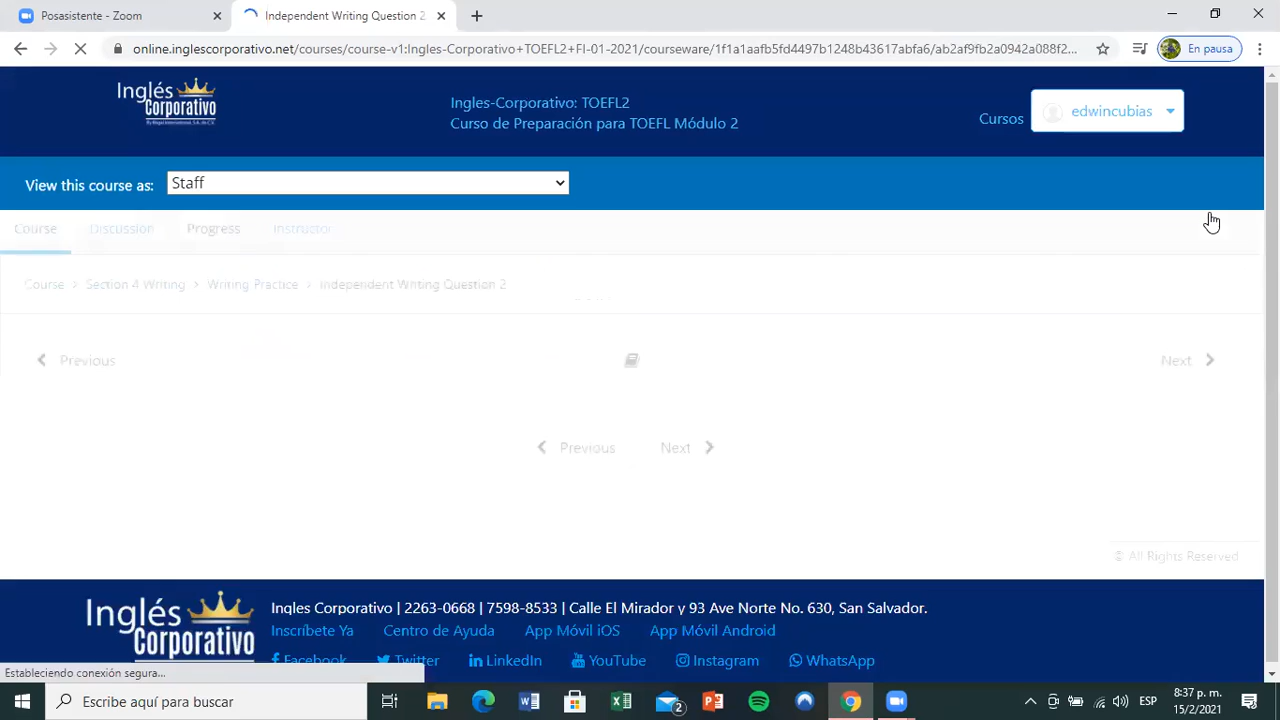 Posasistente - Zoom
Independent Writing Question 2
online.inglescorporativo.net/courses/course-v1:Ingles-Corporativo+TOEFL2+FI-01-2021/courseware/1f1a1aafb5fd4497b1248b43617abfa6/ab2af9fb2a0942a088f2...
En pausa
Inglés Corporativo
Ingles-Corporativo: TOEFL2
Curso de Preparación para TOEFL Módulo 2
Cursos
edwincubias
View this course as:
Staff
Course Discussion Progress Instructor
Course > Section 4 Writing > Writing Practice > Independent Writing Question 2
Previous
Next
Previous Next
© All Rights Reserved
Inglés Corporativo
Ingles Corporativo | 2263-0668 | 7598-8533 | Calle El Mirador y 93 Ave Norte No. 630, San Salvador.
Inscríbete Ya Centro de Ayuda App Móvil iOS App Móvil Android
Facebook Twitter LinkedIn YouTube Instagram WhatsApp
Estableciendo conexión segura...
Escribe aquí para buscar
2
ESP
8:37 p. m.
15/2/2021